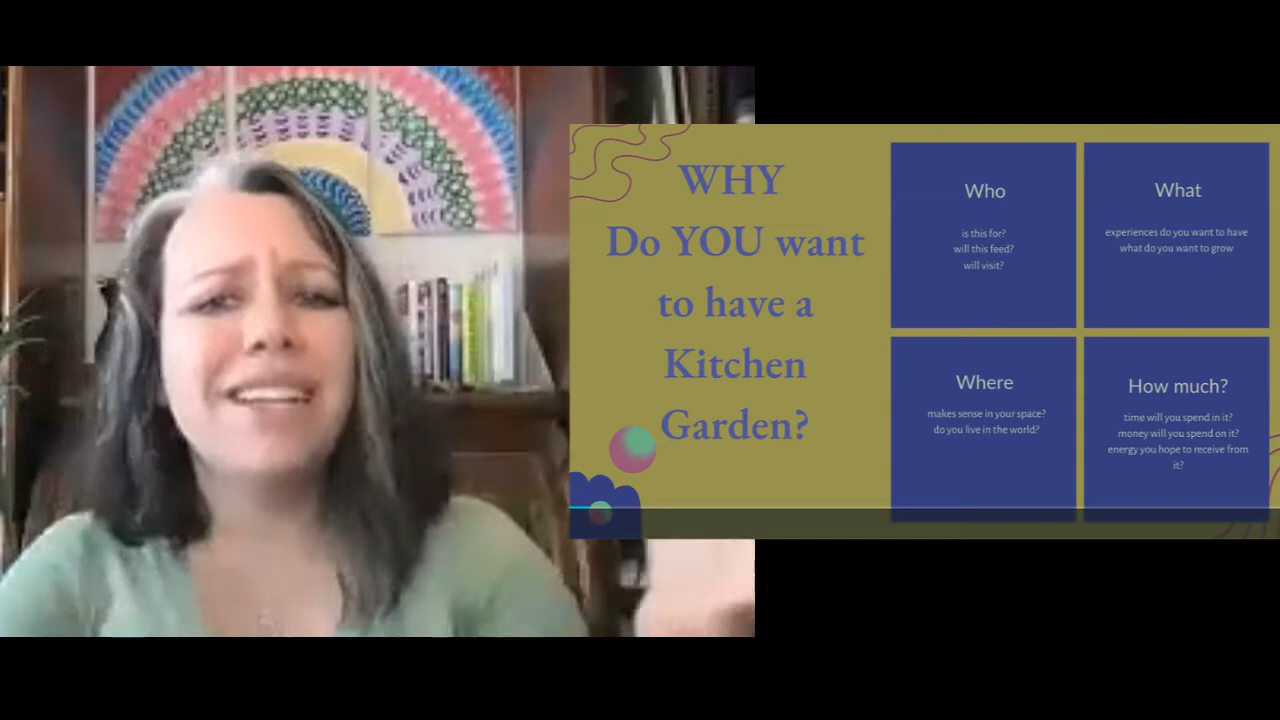 WHY
Do YOU want
to have a
Kitchen
Garden?
Who
is this for?
will this feed?
will visit?
What
experiences do you want to have
what do you want to grow
Where
makes sense in your space?
do you live in the world?
How much?
time will you spend in it?
money will you spend on it?
energy you hope to receive from
it?